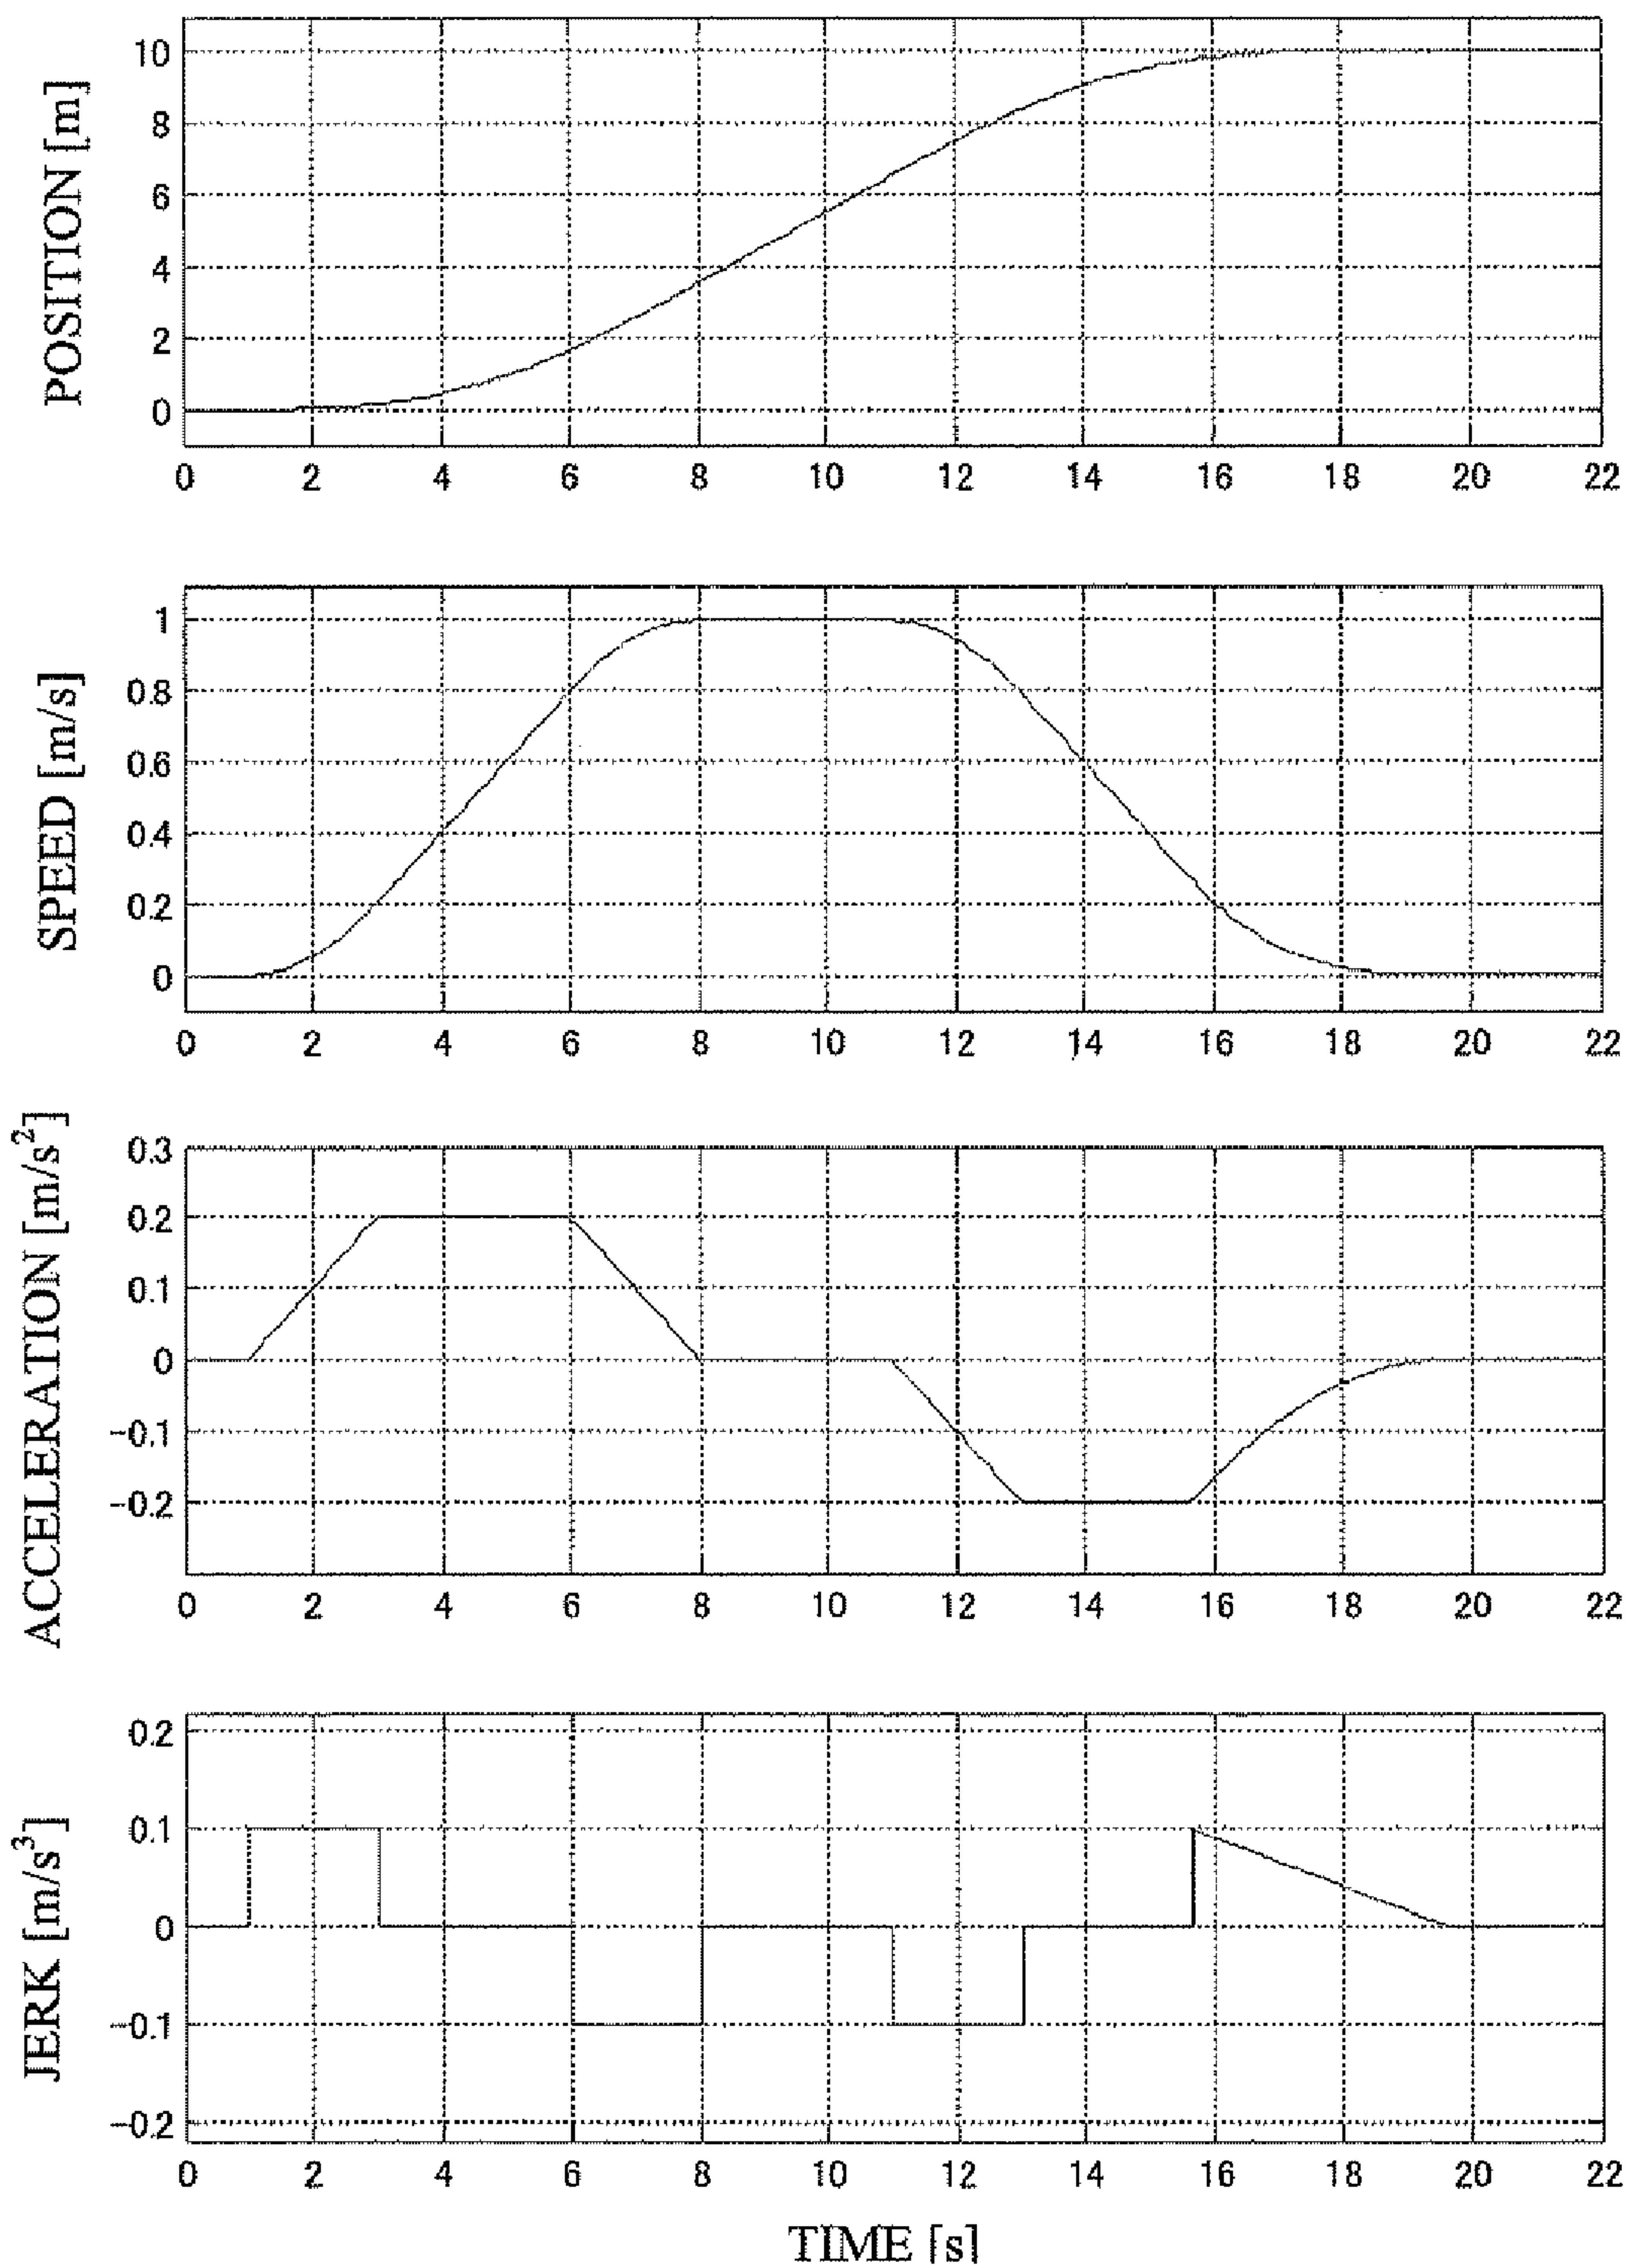 POSITION [m]
10
8
6
4
2
0
0 2 4 6 8 10 12 14 16 18 20 22
SPEED [m/s]
1
0.8
0.6
0.4
0.2
0
0 2 4 6 8 10 12 14 16 18 20 22
ACCELERATION [m/s²]
0.3
0.2
0.1
0
-0.1
-0.2
0 2 4 6 8 10 12 14 16 18 20 22
JERK [m/s³]
0.2
0.1
0
-0.1
-0.2
0 2 4 6 8 10 12 14 16 18 20 22
TIME [s]